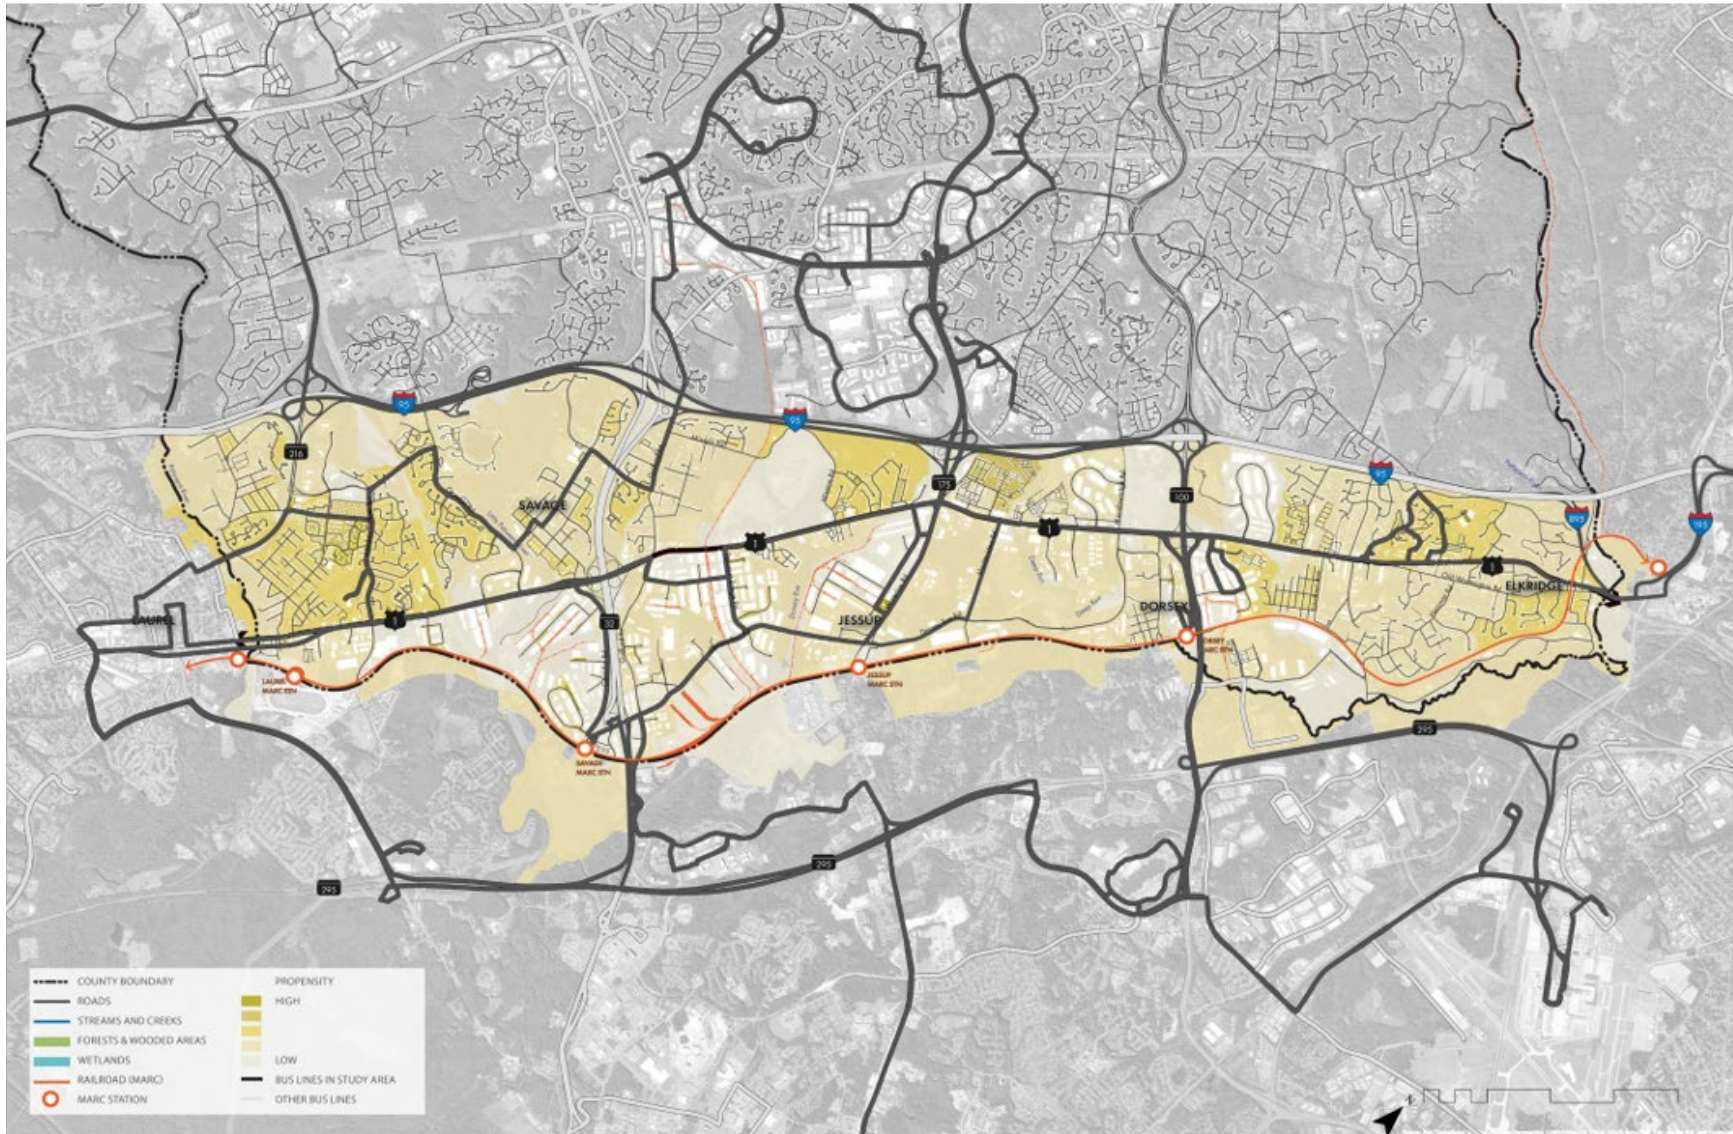 95
216
SAVAGE
95
175
100
95
895
195
1
1
1
ELKRIDGE
LAUREL
1
32
JESSUP
DORSEY
LAUREL
MARC STN
JESSUP
MARC STN
DORSEY
MARC STN
SAVAGE
MARC STN
295
295
295
COUNTY BOUNDARY
ROADS
STREAMS AND CREEKS
FORESTS & WOODED AREAS
WETLANDS
RAILROAD (MARC)
MARC STATION
PROPENSITY
HIGH
LOW
BUS LINES IN STUDY AREA
OTHER BUS LINES